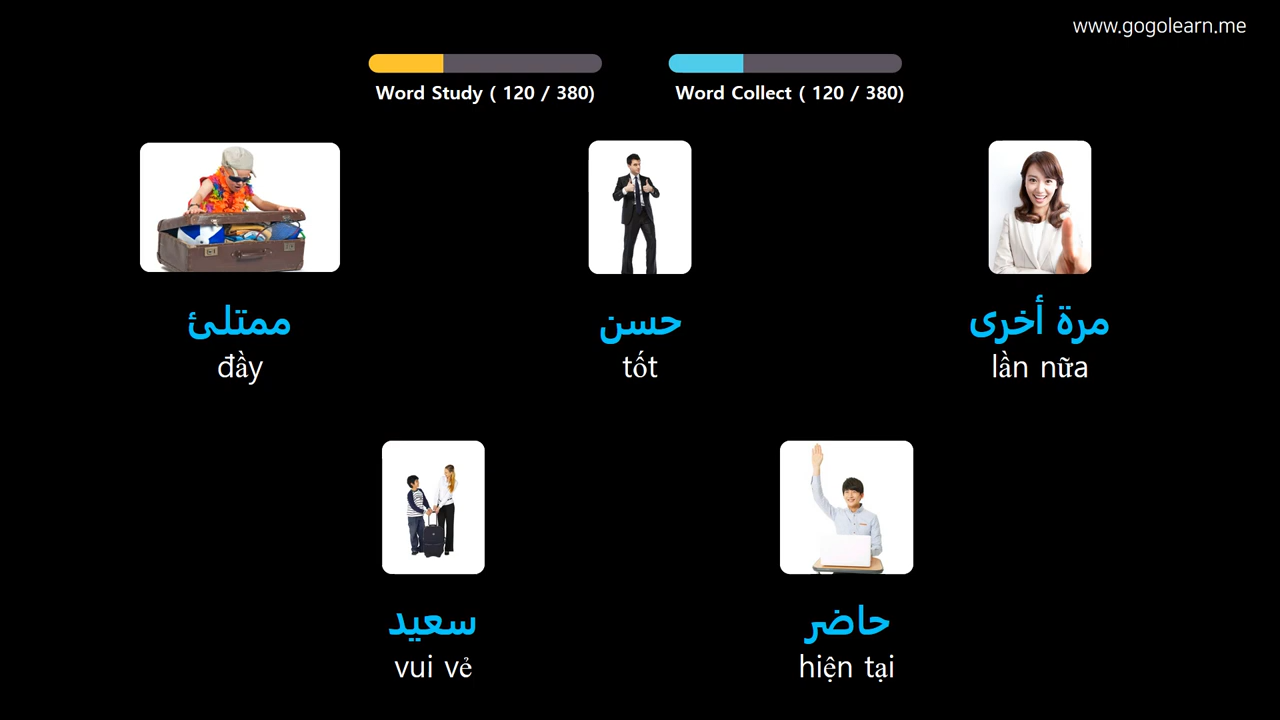 www.gogolearn.me
Word Study ( 120 / 380)
Word Collect ( 120 / 380)
ممتلئ
đầy
حسن
tốt
مرة أخرى
lần nữa
سعيد
vui vẻ
حاضر
hiện tại